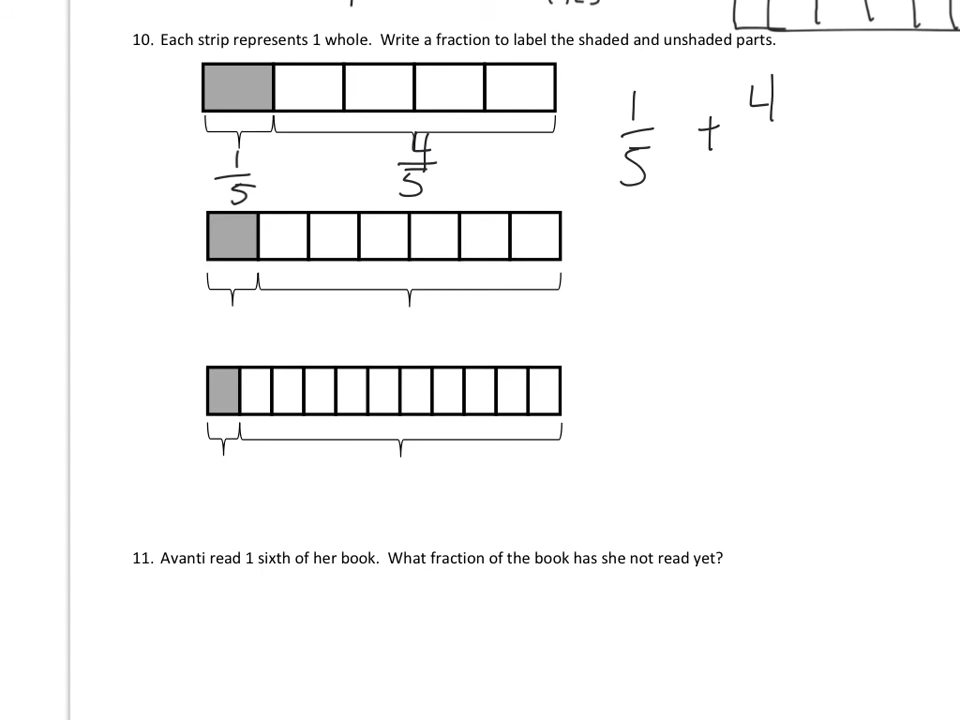 10. Each strip represents 1 whole. Write a fraction to label the shaded and unshaded parts.
1/5 + 4
1/5 4/5
11. Avanti read 1 sixth of her book. What fraction of the book has she not read yet?